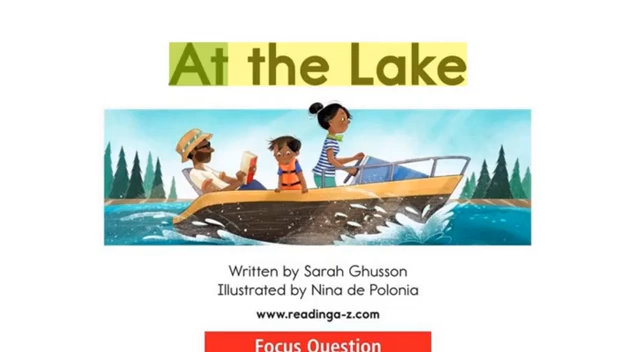 At the Lake
Written by Sarah Ghusson
Illustrated by Nina de Polonia
www.readinga-z.com
Focus Question